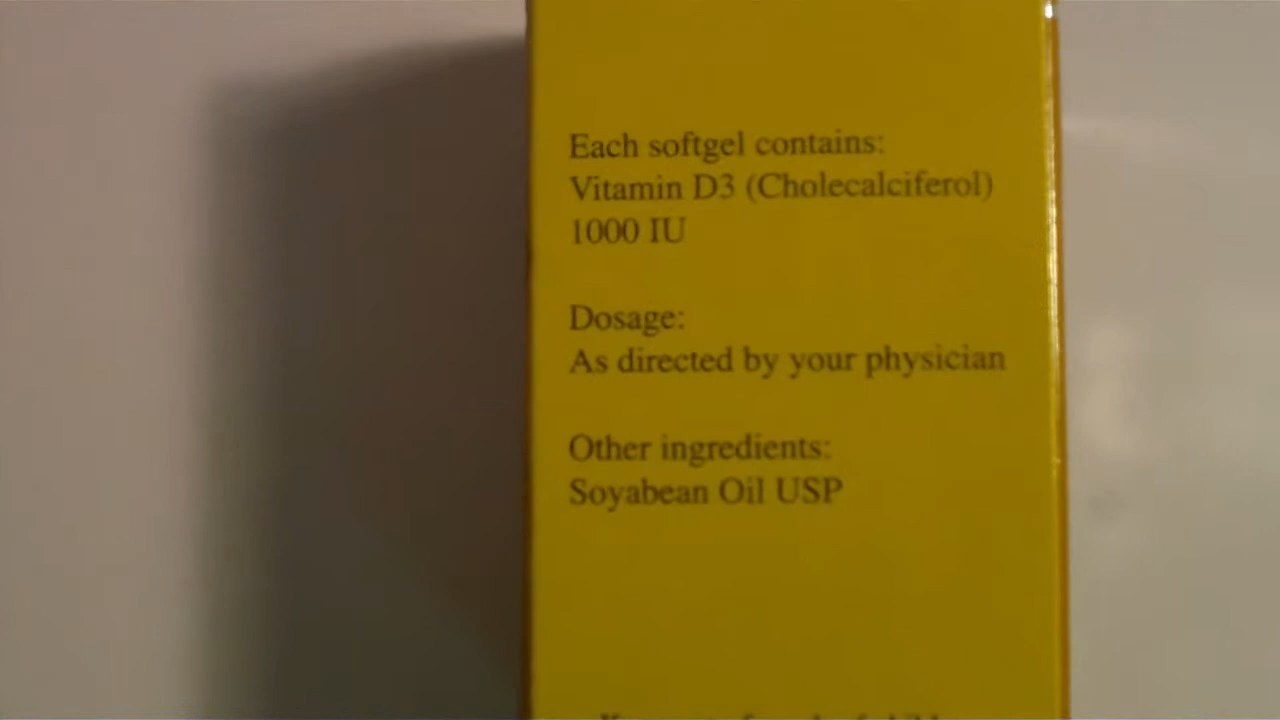 Each softgel contains:
Vitamin D3 (Cholecalciferol)
1000 IU
Dosage:
As directed by your physician
Other ingredients:
Soyabean Oil USP